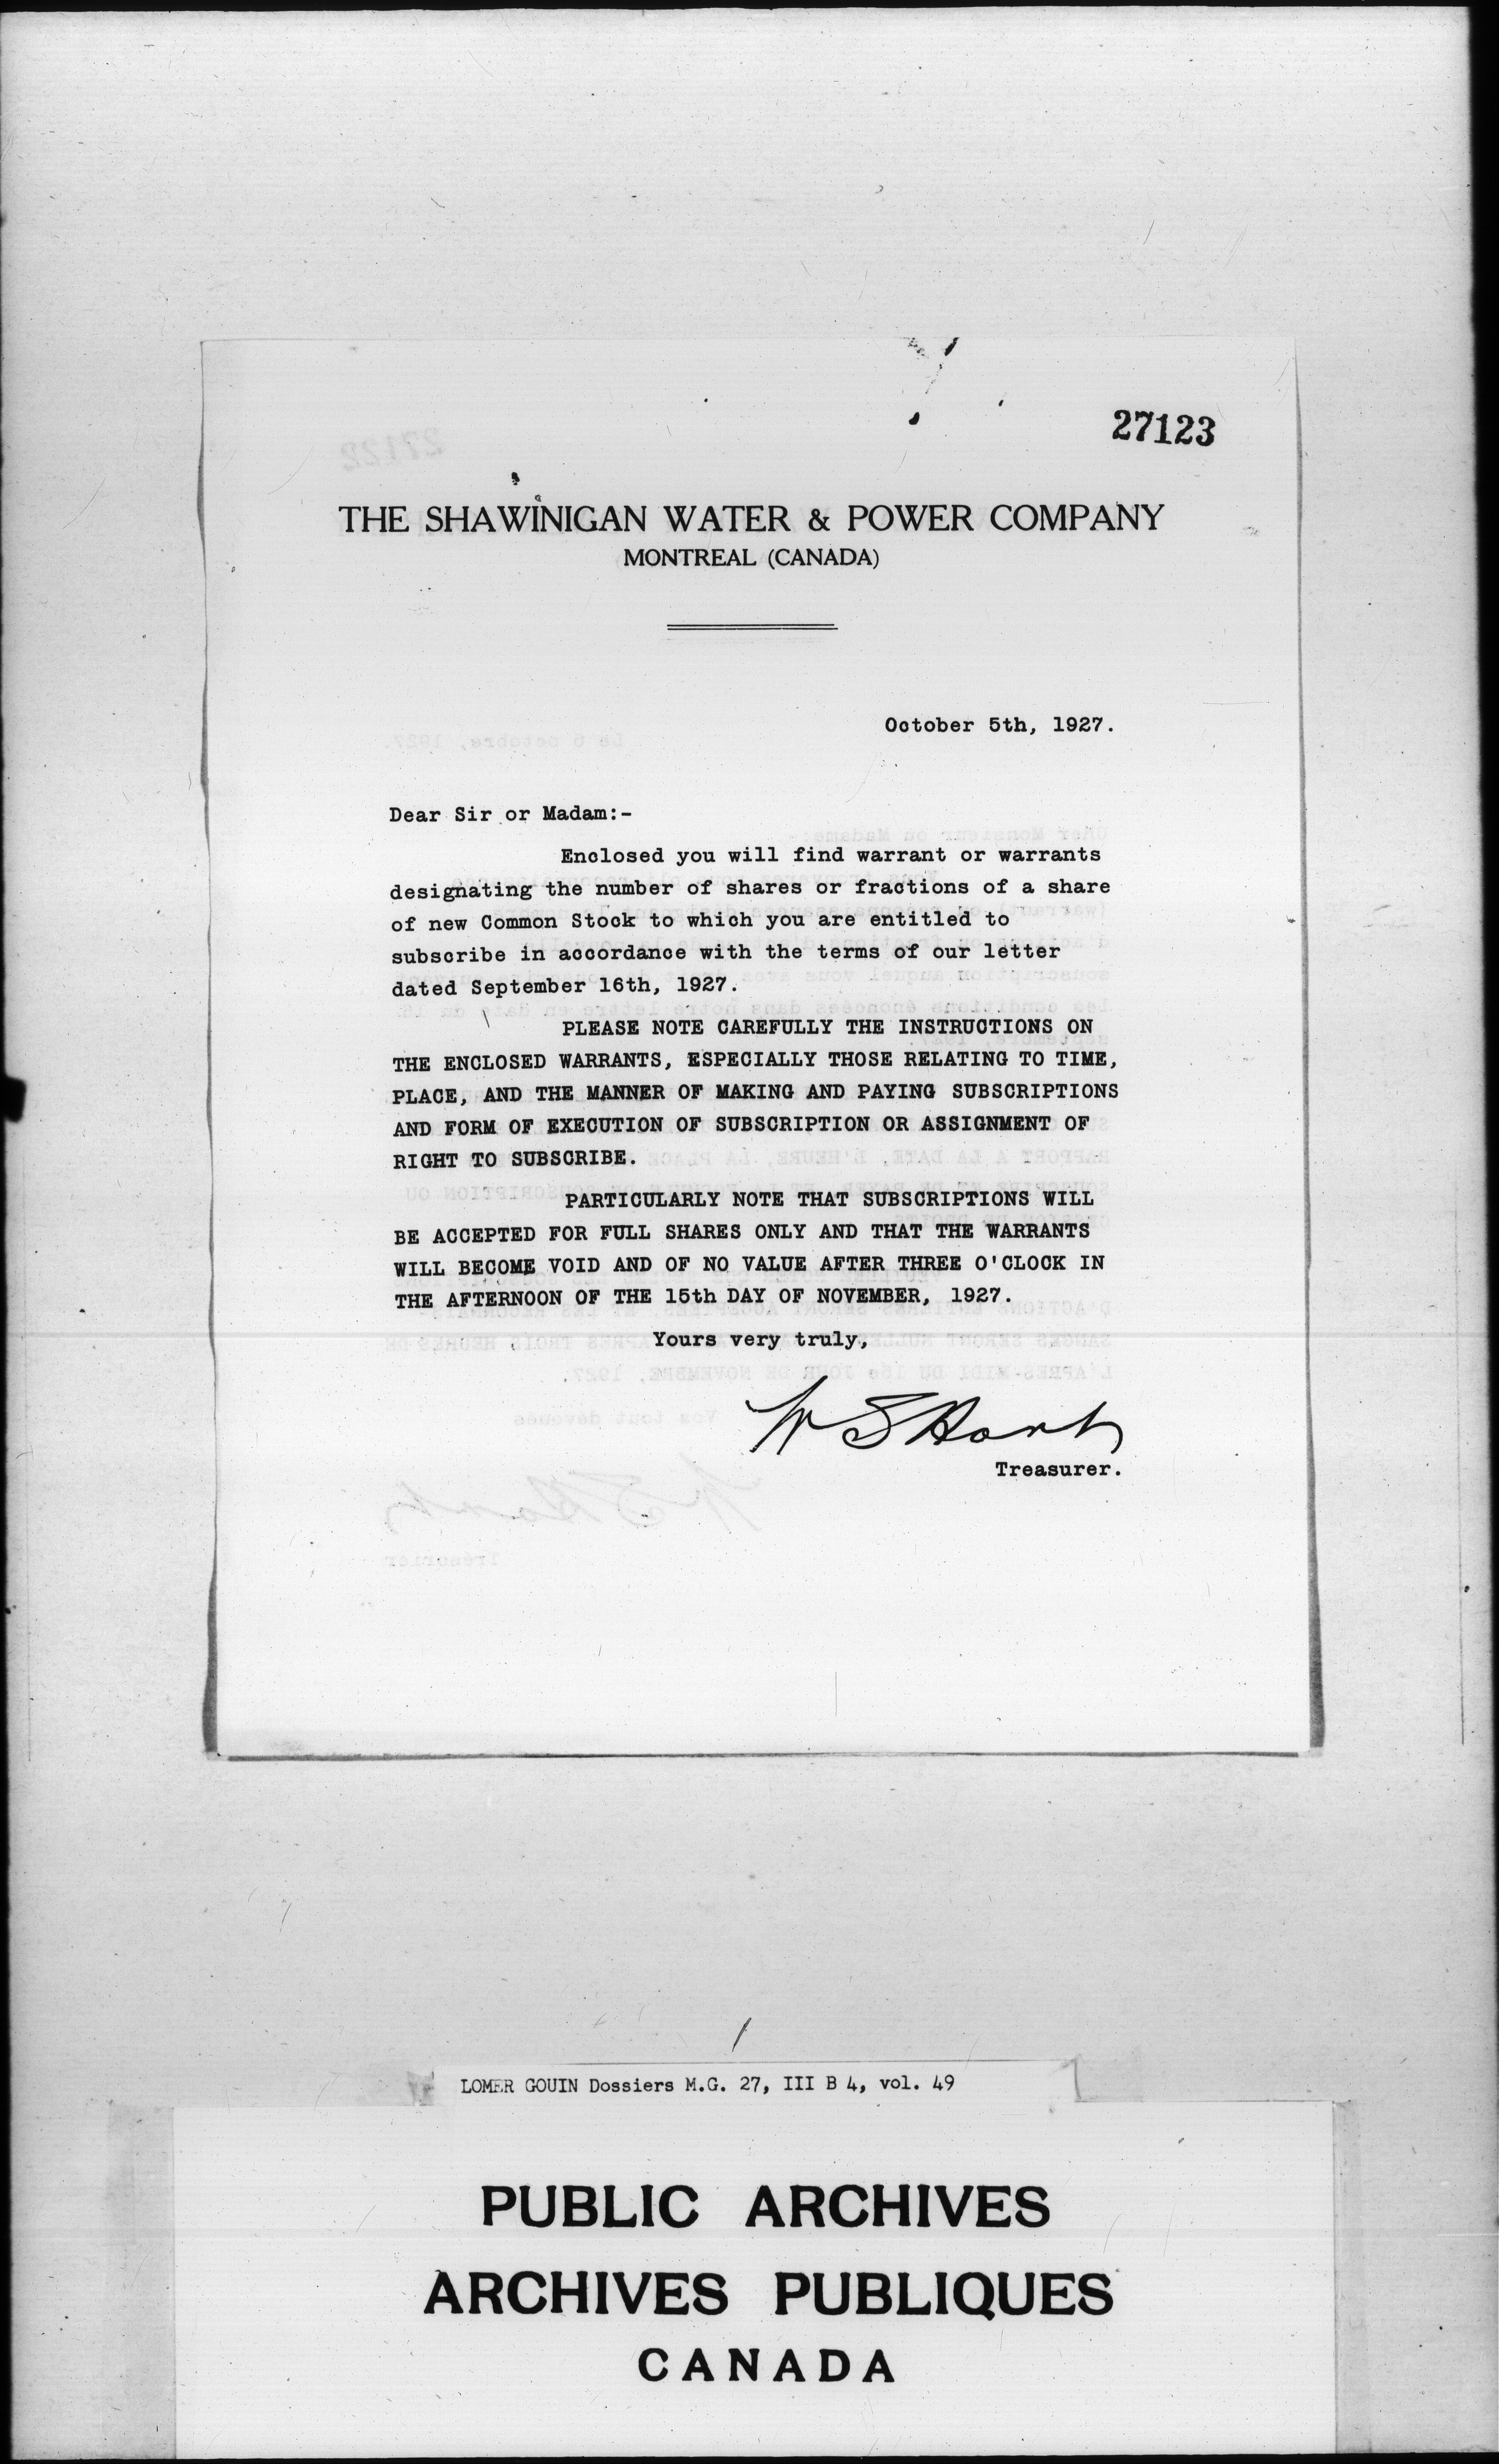 27123
THE SHAWINIGAN WATER & POWER COMPANY
MONTREAL (CANADA)
October 5th, 1927.
Dear Sir or Madam:-
Enclosed you will find warrant or warrants
designating the number of shares or fractions of a share
of new Common Stock to which you are entitled to
subscribe in accordance with the terms of our letter
dated September 16th, 1927.
PLEASE NOTE CAREFULLY THE INSTRUCTIONS ON
THE ENCLOSED WARRANTS, ESPECIALLY THOSE RELATING TO TIME,
PLACE, AND THE MANNER OF MAKING AND PAYING SUBSCRIPTIONS
AND FORM OF EXECUTION OF SUBSCRIPTION OR ASSIGNMENT OF
RIGHT TO SUBSCRIBE.
PARTICULARLY NOTE THAT SUBSCRIPTIONS WILL
BE ACCEPTED FOR FULL SHARES ONLY AND THAT THE WARRANTS
WILL BECOME VOID AND OF NO VALUE AFTER THREE O'CLOCK IN
THE AFTERNOON OF THE 15th DAY OF NOVEMBER, 1927.
Yours very truly,
W S Hart
Treasurer.
LOMER GOUIN Dossiers M.G. 27, III B 4, vol. 49
PUBLIC ARCHIVES
ARCHIVES PUBLIQUES
CANADA